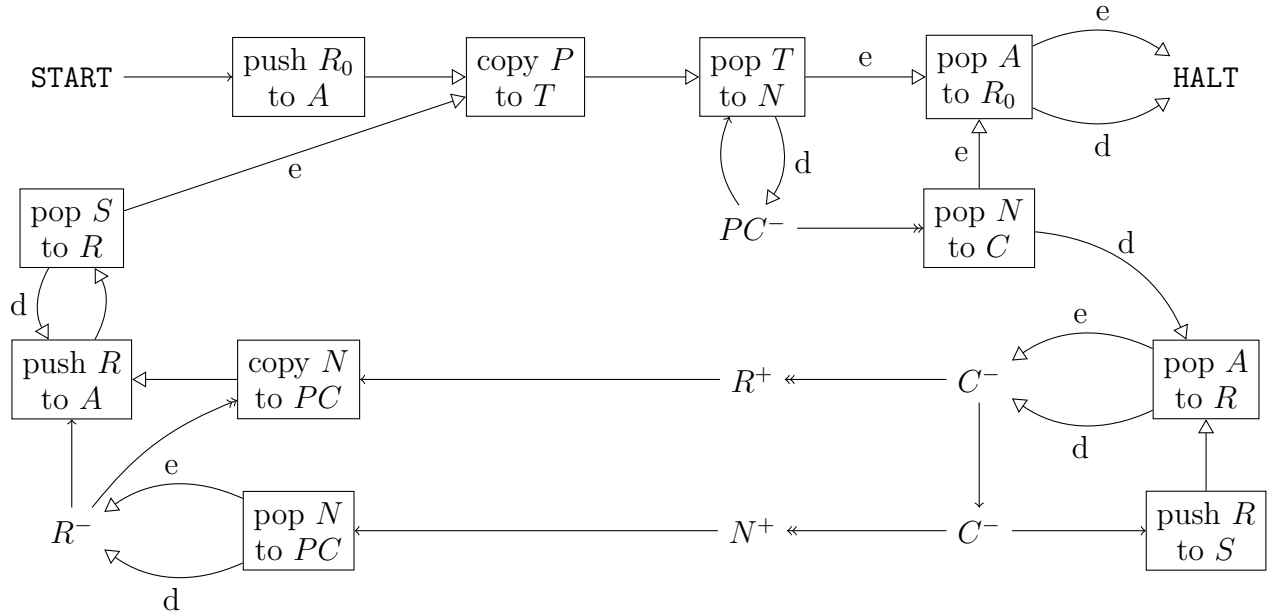 START
push R₀
to A
copy P
to T
pop T
to N
e
pop A
to R₀
e
d
HALT
d
e
e
pop S
to R
PC⁻
pop N
to C
d
d
e
push R
to A
copy N
to PC
R⁺
C⁻
pop A
to R
d
e
R⁻
pop N
to PC
N⁺
C⁻
push R
to S
d